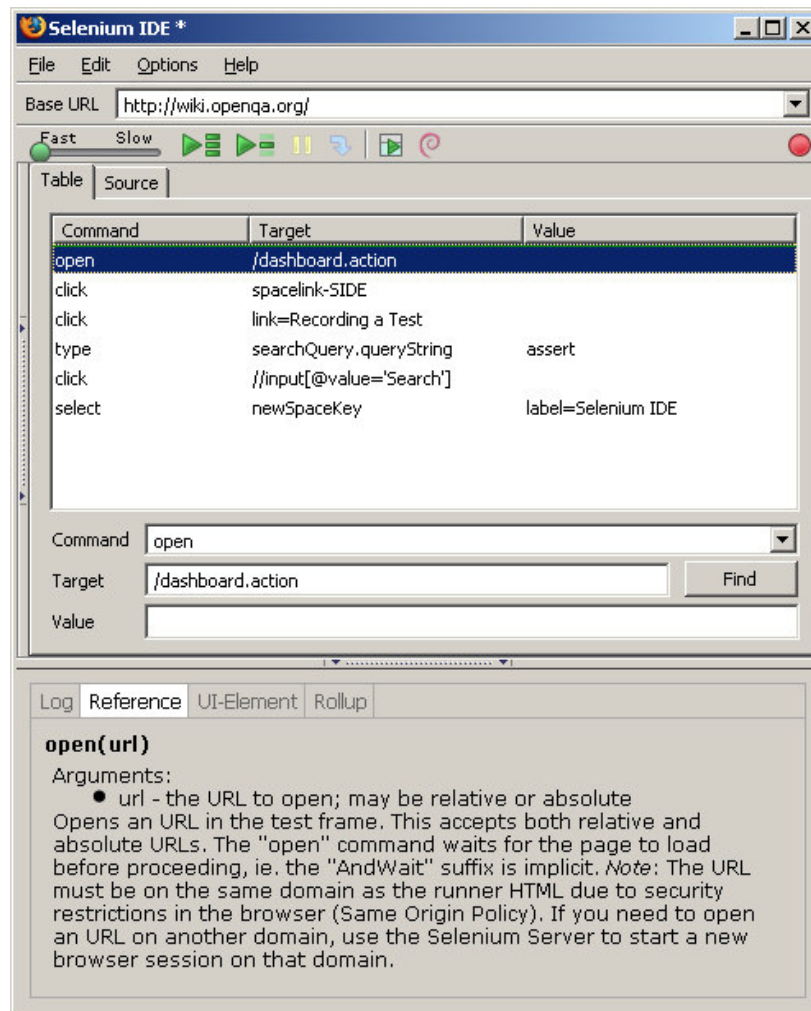 Selenium IDE *
File Edit Options Help
Base URL http://wiki.openqa.org/
Fast Slow
Table Source
Command Target Value
open /dashboard.action
click spacelink-SIDE
click link=Recording a Test
type searchQuery.queryString assert
click //input[@value='Search']
select newSpaceKey label=Selenium IDE
Command open
Target /dashboard.action Find
Value
Log Reference UI-Element Rollup
open(url)
Arguments:
● url - the URL to open; may be relative or absolute
Opens an URL in the test frame. This accepts both relative and
absolute URLs. The "open" command waits for the page to load
before proceeding, ie. the "AndWait" suffix is implicit. Note: The URL
must be on the same domain as the runner HTML due to security
restrictions in the browser (Same Origin Policy). If you need to open
an URL on another domain, use the Selenium Server to start a new
browser session on that domain.